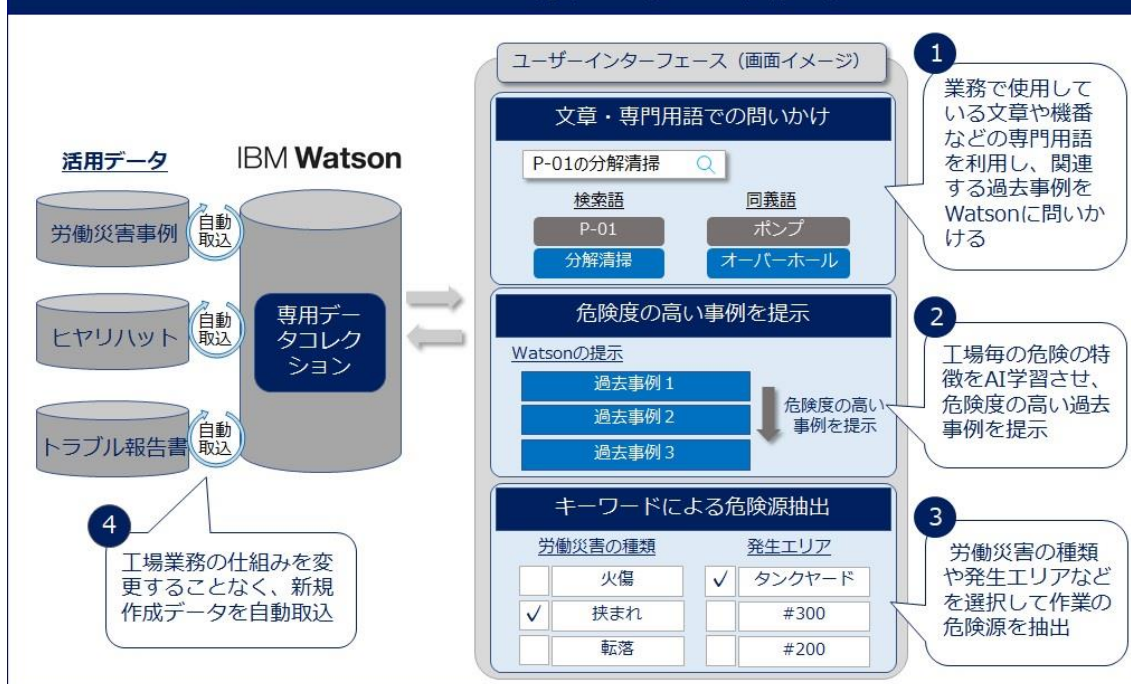 ユーザーインターフェース（画面イメージ）
文章・専門用語での問いかけ
P-01の分解清掃
検索語
同義語
P-01
ポンプ
分解清掃
オーバーホール
1
業務で使用して
いる文章や機番
などの専門用語
を利用し、関連
する過去事例を
Watsonに問いか
ける
活用データ
IBM Watson
労働災害事例
自動
取込
ヒヤリハット
自動
取込
トラブル報告書
自動
取込
専用デー
タコレク
ション
危険度の高い事例を提示
Watsonの提示
過去事例1
過去事例2
過去事例3
危険度の高い
事例を提示
2
工場毎の危険の特
徴をAI学習させ、
危険度の高い過去
事例を提示
キーワードによる危険源抽出
労働災害の種類
発生エリア
火傷
✓ タンクヤード
✓ 挟まれ
#300
転落
#200
3
労働災害の種類
や発生エリアなど
を選択して作業の
危険源を抽出
4
工場業務の仕組みを変
更することなく、新規
作成データを自動取込